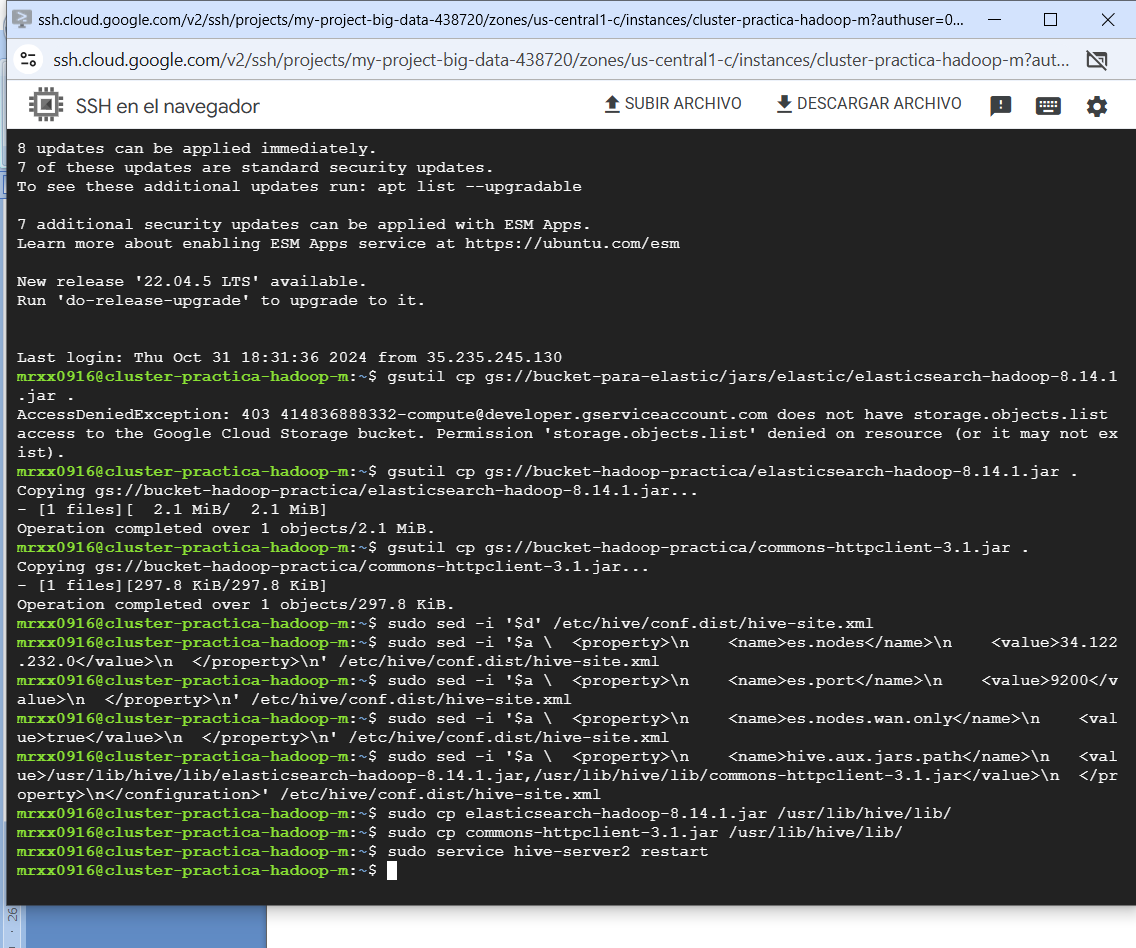 ssh.cloud.google.com/v2/ssh/projects/my-project-big-data-438720/zones/us-central1-c/instances/cluster-practica-hadoop-m?authuser=0...
ssh.cloud.google.com/v2/ssh/projects/my-project-big-data-438720/zones/us-central1-c/instances/cluster-practica-hadoop-m?aut...
SSH en el navegador
SUBIR ARCHIVO
DESCARGAR ARCHIVO
8 updates can be applied immediately.
7 of these updates are standard security updates.
To see these additional updates run: apt list --upgradable
7 additional security updates can be applied with ESM Apps.
Learn more about enabling ESM Apps service at https://ubuntu.com/esm
New release '22.04.5 LTS' available.
Run 'do-release-upgrade' to upgrade to it.
Last login: Thu Oct 31 18:31:36 2024 from 35.235.245.130
mrxx0916@cluster-practica-hadoop-m:~$ gsutil cp gs://bucket-para-elastic/jars/elastic/elasticsearch-hadoop-8.14.1
.jar .
AccessDeniedException: 403 414836888332-compute@developer.gserviceaccount.com does not have storage.objects.list
access to the Google Cloud Storage bucket. Permission 'storage.objects.list' denied on resource (or it may not ex
ist).
mrxx0916@cluster-practica-hadoop-m:~$ gsutil cp gs://bucket-hadoop-practica/elasticsearch-hadoop-8.14.1.jar .
Copying gs://bucket-hadoop-practica/elasticsearch-hadoop-8.14.1.jar...
- [1 files][  2.1 MiB/  2.1 MiB]
Operation completed over 1 objects/2.1 MiB.
mrxx0916@cluster-practica-hadoop-m:~$ gsutil cp gs://bucket-hadoop-practica/commons-httpclient-3.1.jar .
Copying gs://bucket-hadoop-practica/commons-httpclient-3.1.jar...
- [1 files][297.8 KiB/297.8 KiB]
Operation completed over 1 objects/297.8 KiB.
mrxx0916@cluster-practica-hadoop-m:~$ sudo sed -i '$d' /etc/hive/conf.dist/hive-site.xml
mrxx0916@cluster-practica-hadoop-m:~$ sudo sed -i '$a \  <property>\n    <name>es.nodes</name>\n    <value>34.122
.232.0</value>\n  </property>\n' /etc/hive/conf.dist/hive-site.xml
mrxx0916@cluster-practica-hadoop-m:~$ sudo sed -i '$a \  <property>\n    <name>es.port</name>\n    <value>9200</v
alue>\n  </property>\n' /etc/hive/conf.dist/hive-site.xml
mrxx0916@cluster-practica-hadoop-m:~$ sudo sed -i '$a \  <property>\n    <name>es.nodes.wan.only</name>\n    <val
ue>true</value>\n  </property>\n' /etc/hive/conf.dist/hive-site.xml
mrxx0916@cluster-practica-hadoop-m:~$ sudo sed -i '$a \  <property>\n    <name>hive.aux.jars.path</name>\n    <val
ue>/usr/lib/hive/lib/elasticsearch-hadoop-8.14.1.jar,/usr/lib/hive/lib/commons-httpclient-3.1.jar</value>\n  </pr
operty>\n</configuration>' /etc/hive/conf.dist/hive-site.xml
mrxx0916@cluster-practica-hadoop-m:~$ sudo cp elasticsearch-hadoop-8.14.1.jar /usr/lib/hive/lib/
mrxx0916@cluster-practica-hadoop-m:~$ sudo cp commons-httpclient-3.1.jar /usr/lib/hive/lib/
mrxx0916@cluster-practica-hadoop-m:~$ sudo service hive-server2 restart
mrxx0916@cluster-practica-hadoop-m:~$
26